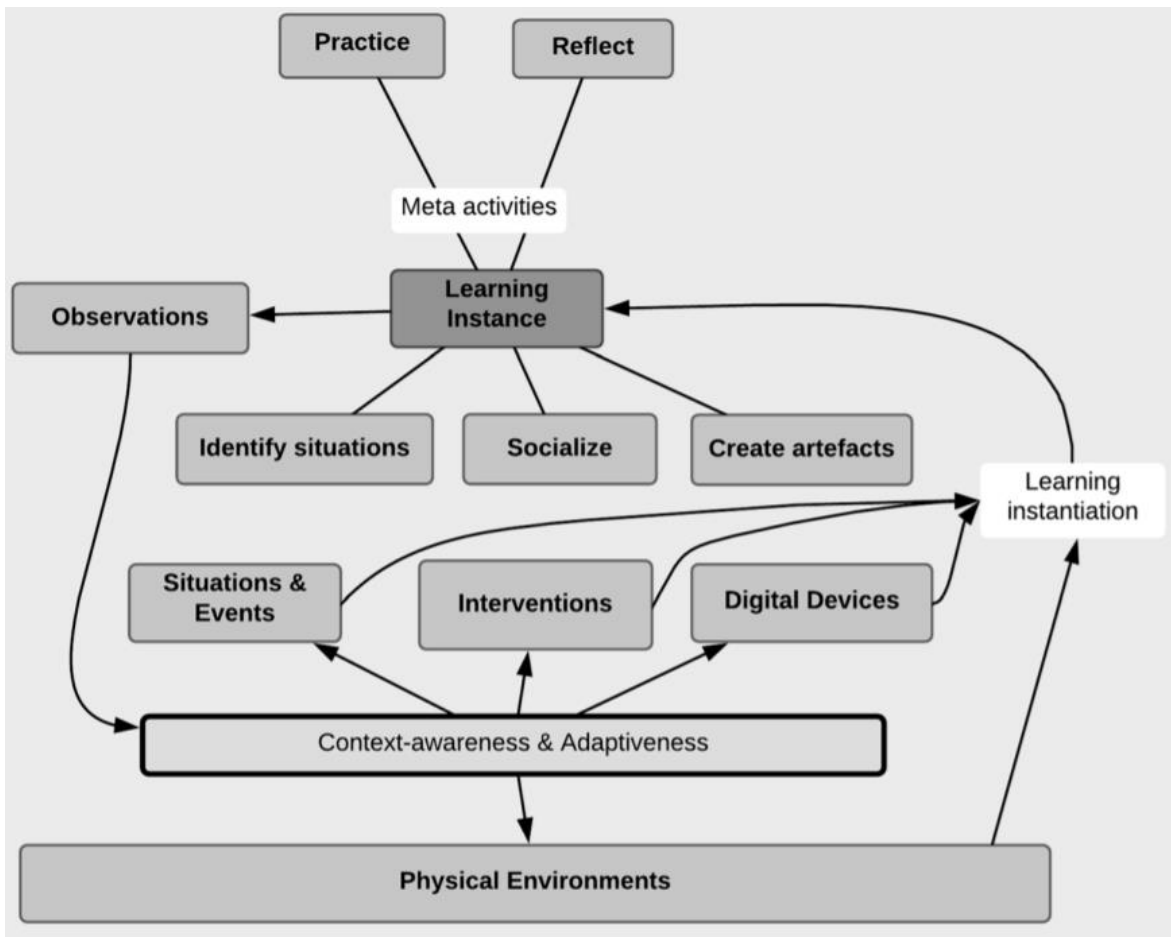 Practice
Reflect
Meta activities
Learning
Instance
Observations
Identify situations
Socialize
Create artefacts
Learning
instantiation
Situations &
Events
Interventions
Digital Devices
Context-awareness & Adaptiveness
Physical Environments